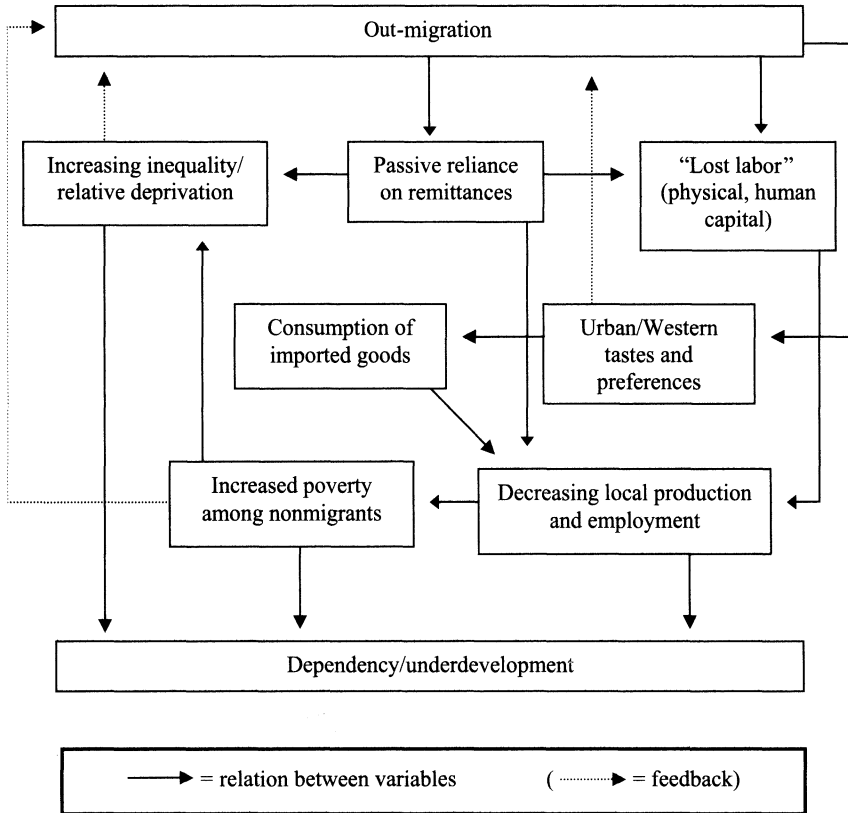 Out-migration
Increasing inequality/
relative deprivation
Passive reliance
on remittances
“Lost labor”
(physical, human
capital)
Consumption of
imported goods
Urban/Western
tastes and
preferences
Increased poverty
among nonmigrants
Decreasing local production
and employment
Dependency/underdevelopment
= relation between variables
( = feedback)